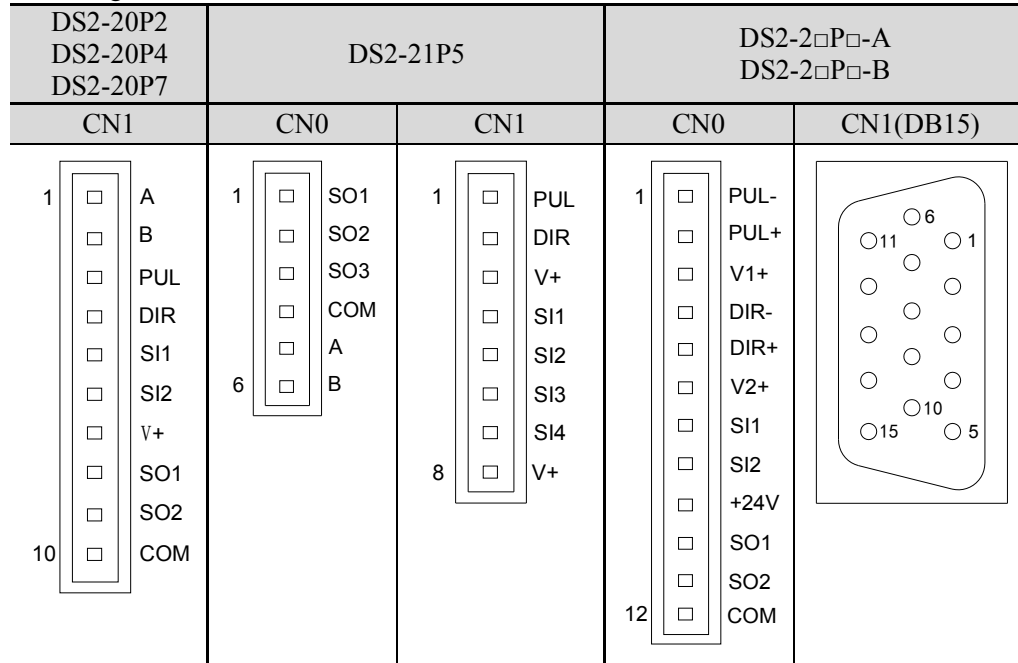 DS2-20P2
DS2-20P4
DS2-20P7
DS2-21P5
DS2-2□P□-A
DS2-2□P□-B
CN1
CN0
CN1
CN0
CN1(DB15)
1 A
B
PUL
DIR
SI1
SI2
V+
SO1
SO2
10 COM
1 SO1
SO2
SO3
COM
A
6 B
1 PUL
DIR
V+
SI1
SI2
SI3
SI4
8 V+
1 PUL-
PUL+
V1+
DIR-
DIR+
V2+
SI1
SI2
+24V
SO1
SO2
12 COM
6
11 1
10
15 5